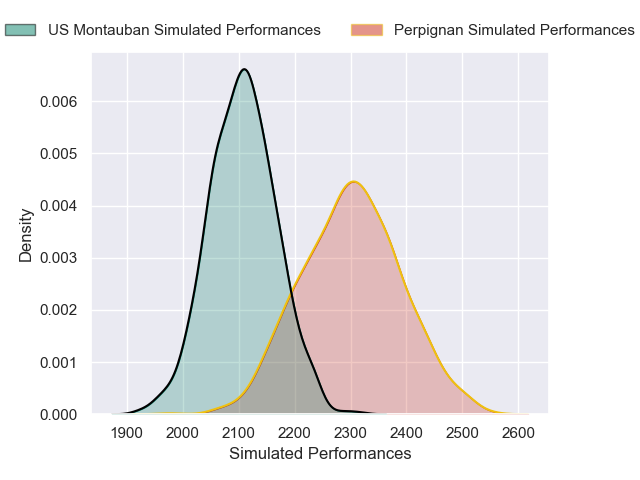 US Montauban Simulated Performances
Perpignan Simulated Performances
Density
0.006
0.005
0.004
0.003
0.002
0.001
0.000
1900 2000 2100 2200 2300 2400 2500 2600
Simulated Performances